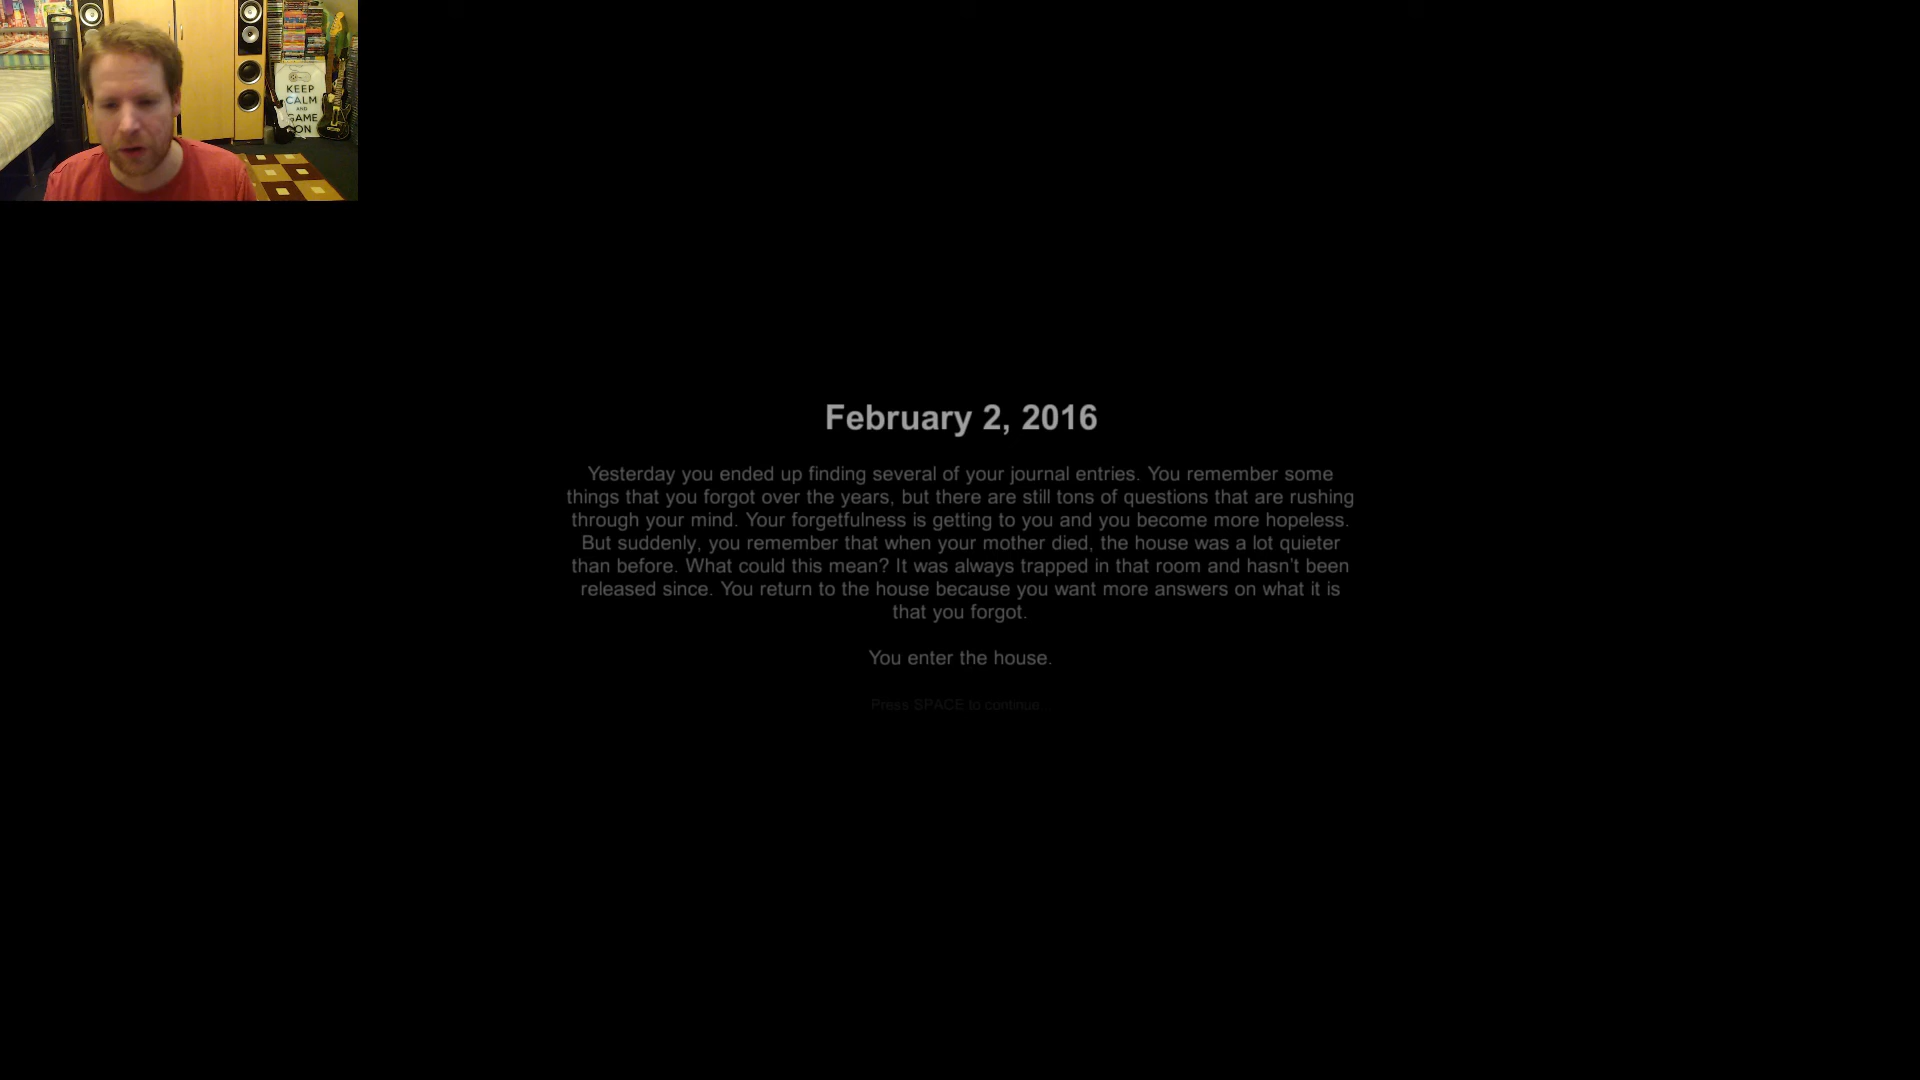 KEEP
CALM
AND
GAME
ON
February 2, 2016
Yesterday you ended up finding several of your journal entries. You remember some
things that you forgot over the years, but there are still tons of questions that are rushing
through your mind. Your forgetfulness is getting to you and you become more hopeless.
But suddenly, you remember that when your mother died, the house was a lot quieter
than before. What could this mean? It was always trapped in that room and hasn't been
released since. You return to the house because you want more answers on what it is
that you forgot.
You enter the house.
Press SPACE to continue.